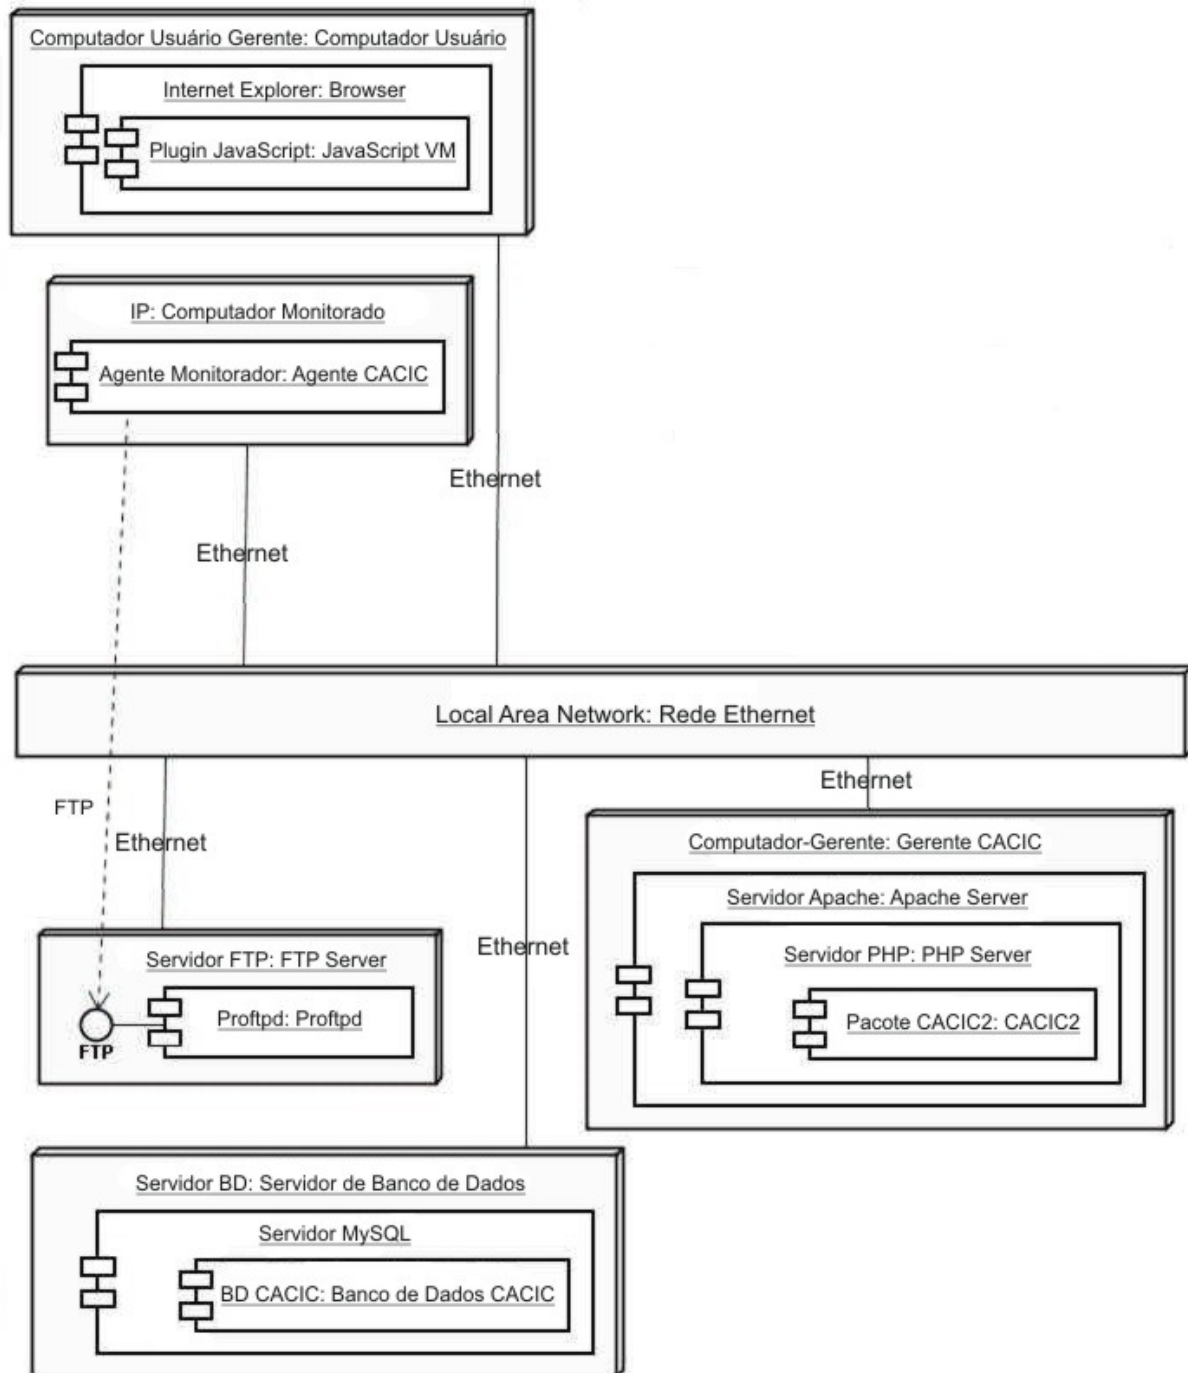 Computador Usuário Gerente: Computador Usuário
Internet Explorer: Browser
Plugin JavaScript: JavaScript VM
IP: Computador Monitorado
Agente Monitorador: Agente CACIC
Ethernet
Ethernet
Local Area Network: Rede Ethernet
FTP
Ethernet
Ethernet
Computador-Gerente: Gerente CACIC
Servidor Apache: Apache Server
Servidor PHP: PHP Server
Pacote CACIC2: CACIC2
Ethernet
Servidor FTP: FTP Server
Proftpd: Proftpd
FTP
Servidor BD: Servidor de Banco de Dados
Servidor MySQL
BD CACIC: Banco de Dados CACIC